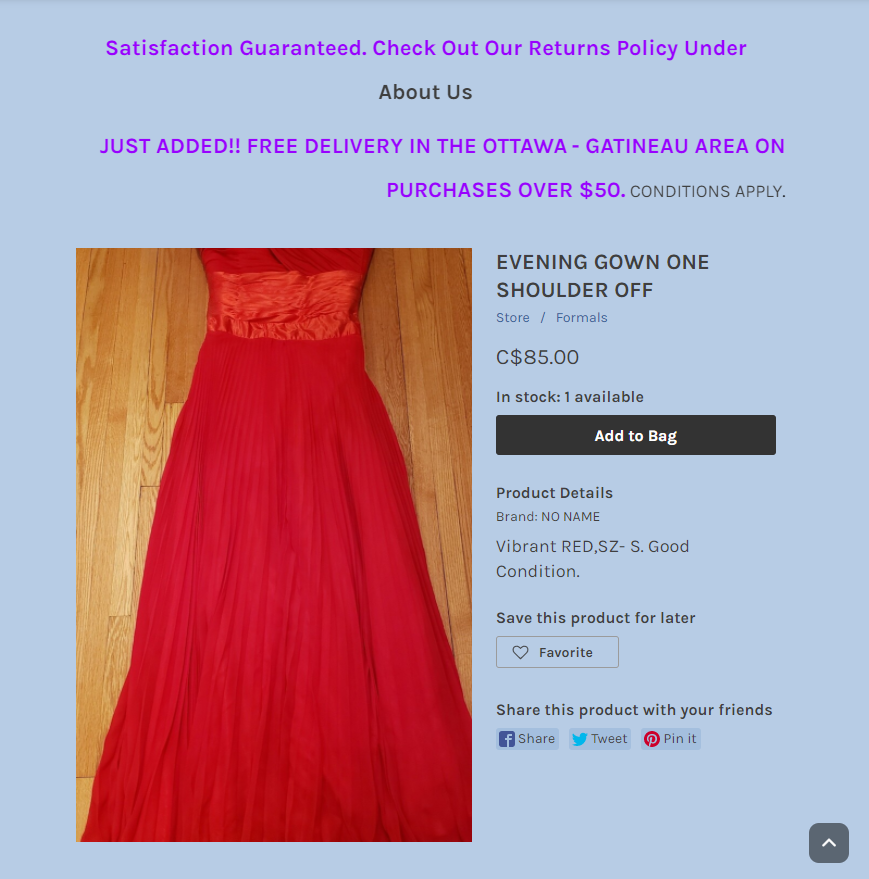 Satisfaction Guaranteed. Check Out Our Returns Policy Under
About Us
JUST ADDED!! FREE DELIVERY IN THE OTTAWA - GATINEAU AREA ON
PURCHASES OVER $50. CONDITIONS APPLY.
EVENING GOWN ONE
SHOULDER OFF
Store / Formals
C$85.00
In stock: 1 available
Add to Bag
Product Details
Brand: NO NAME
Vibrant RED,SZ- S. Good
Condition.
Save this product for later
Favorite
Share this product with your friends
Share Tweet Pin it